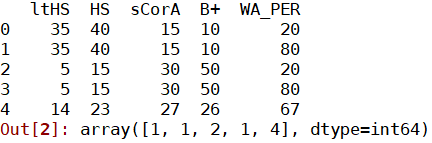 ltHS HS sCorA B+ WA_PER
0 35 40 15 10 20
1 35 40 15 10 80
2 5 15 30 50 20
3 5 15 30 50 80
4 14 23 27 26 67
Out[2]: array([1, 1, 2, 1, 4], dtype=int64)